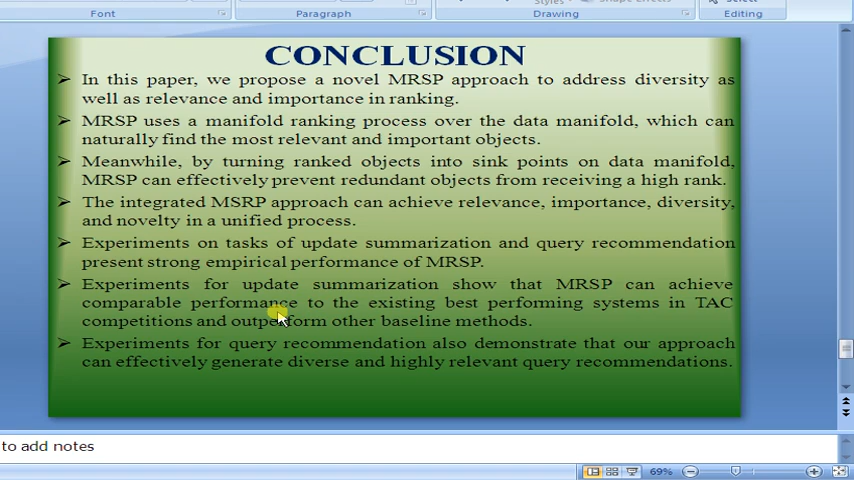 Styles
Shape Effects
Select
Font
Paragraph
Drawing
Editing
CONCLUSION
➢ In this paper, we propose a novel MRSP approach to address diversity as
well as relevance and importance in ranking.
➢ MRSP uses a manifold ranking process over the data manifold, which can
naturally find the most relevant and important objects.
➢ Meanwhile, by turning ranked objects into sink points on data manifold,
MRSP can effectively prevent redundant objects from receiving a high rank.
➢ The integrated MSRP approach can achieve relevance, importance, diversity,
and novelty in a unified process.
➢ Experiments on tasks of update summarization and query recommendation
present strong empirical performance of MRSP.
➢ Experiments for update summarization show that MRSP can achieve
comparable performance to the existing best performing systems in TAC
competitions and outperform other baseline methods.
➢ Experiments for query recommendation also demonstrate that our approach
can effectively generate diverse and highly relevant query recommendations.
to add notes
69%